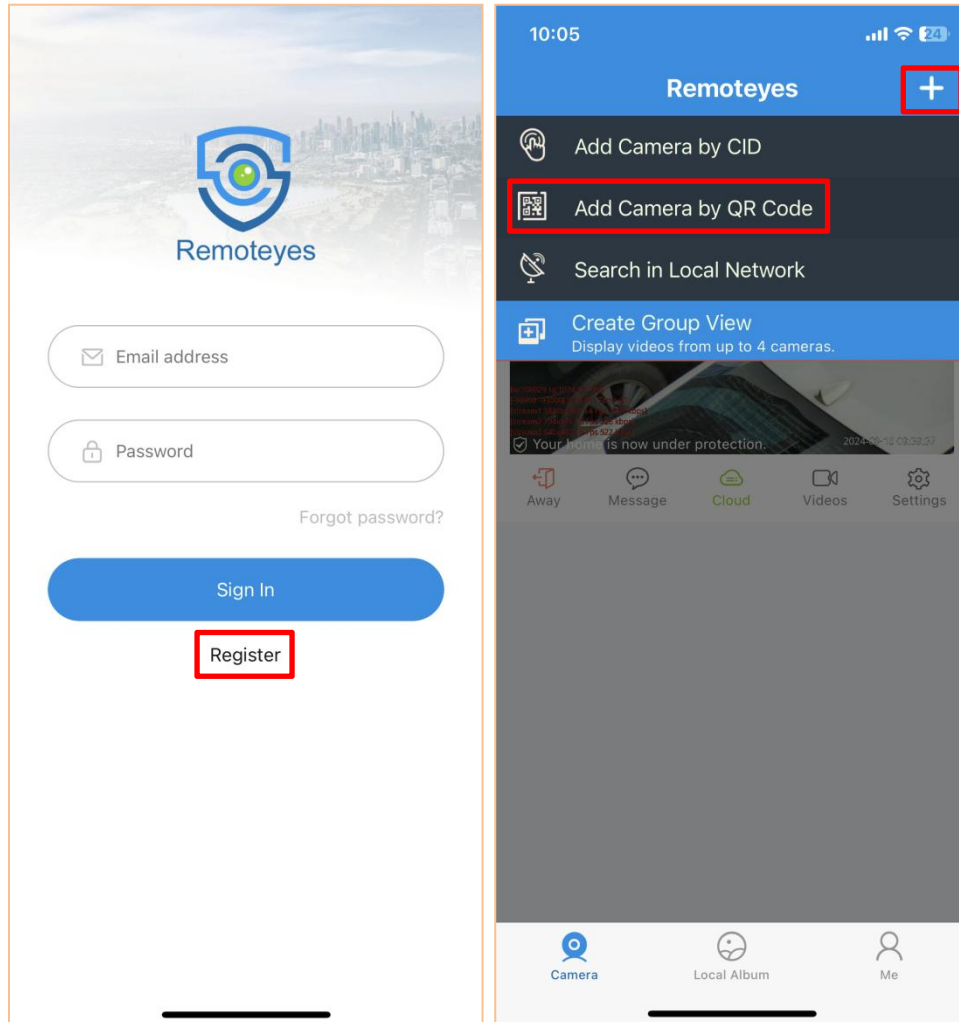 Remoteyes
Email address
Password
Forgot password?
Sign In
Register
10:05
24
Remoteyes
Add Camera by CID
Add Camera by QR Code
Search in Local Network
Create Group View
Display videos from up to 4 cameras.
Your home is now under protection.
Away
Message
Cloud
Videos
Settings
Camera
Local Album
Me